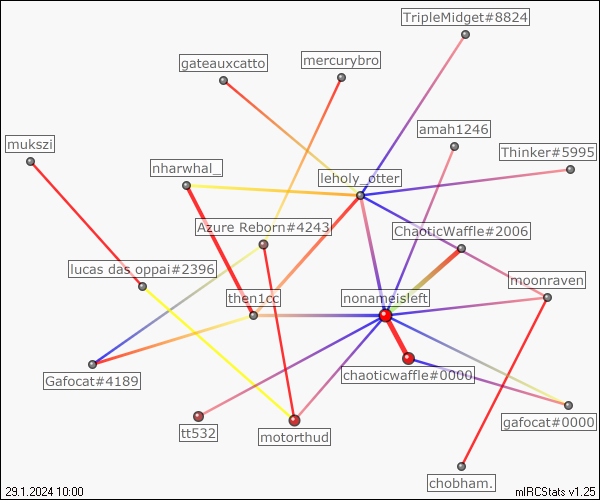 TripleMidget#8824
gateauxcatto
mercurybro
amah1246
mukszi
Thinker#5995
nharwhal_
leholy_otter
Azure Reborn#4243
ChaoticWaffle#2006
lucas das oppai#2396
moonraven
then1cc
nonameisleft
Gafocat#4189
chaoticwaffle#0000
gafocat#0000
tt532
motorthud
chobham.
29.1.2024 10:00
mIRCStats v1.25